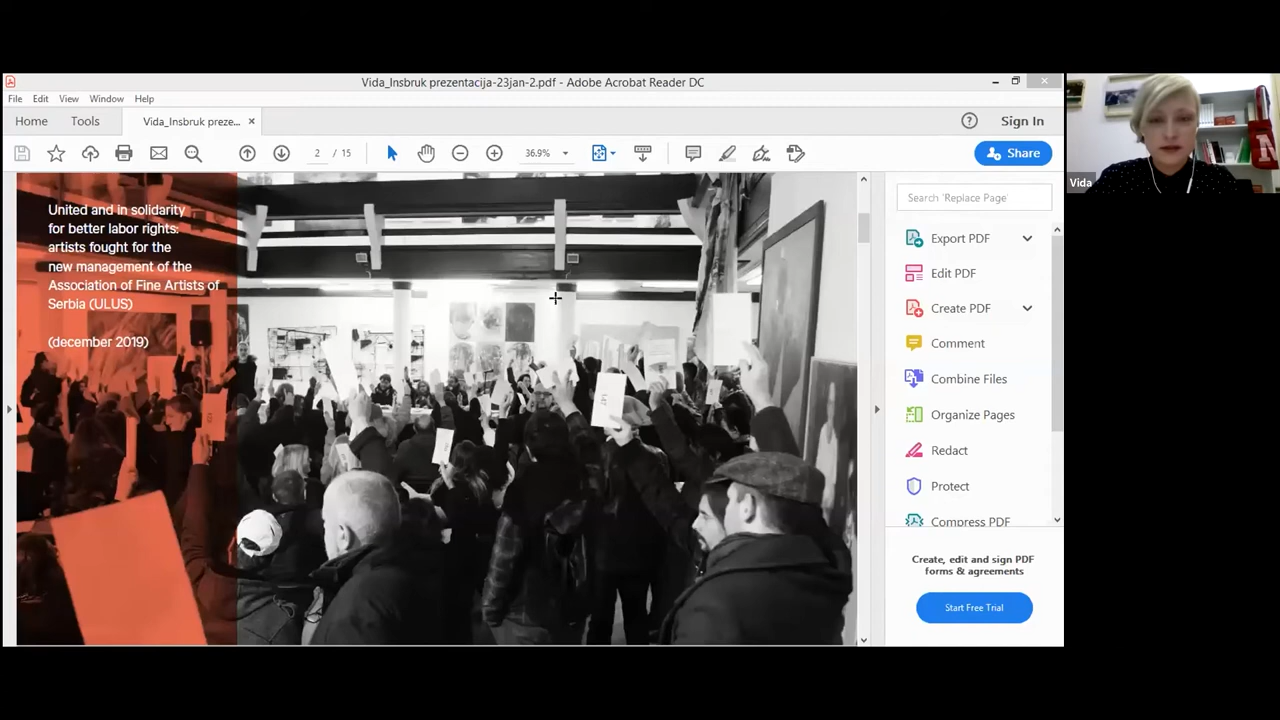 Vida_Insbruk prezentacija-23jan-2.pdf - Adobe Acrobat Reader DC
File Edit View Window Help
Home Tools Vida_Insbruk preze... Sign In
2 / 15 36.9% Share
United and in solidarity
for better labor rights:
artists fought for the
new management of the
Association of Fine Artists of
Serbia (ULUS)
(december 2019)
147
Search 'Replace Page'
Export PDF
Edit PDF
Create PDF
Comment
Combine Files
Organize Pages
Redact
Protect
Compress PDF
Create, edit and sign PDF
forms & agreements
Start Free Trial
Vida
N